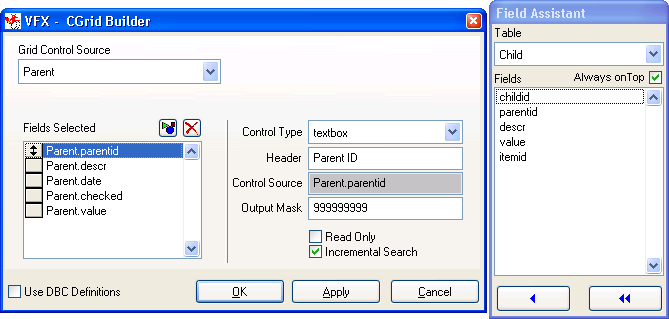 VFX - CGrid Builder
Grid Control Source
Parent
Fields Selected
Parent.parentid
Parent.descr
Parent.date
Parent.checked
Parent.value
Control Type
textbox
Header
Parent ID
Control Source
Parent.parentid
Output Mask
999999999
Read Only
Incremental Search
Use DBC Definitions
OK
Apply
Cancel
Field Assistant
Table
Child
Fields
Always onTop
childid
parentid
descr
value
itemid